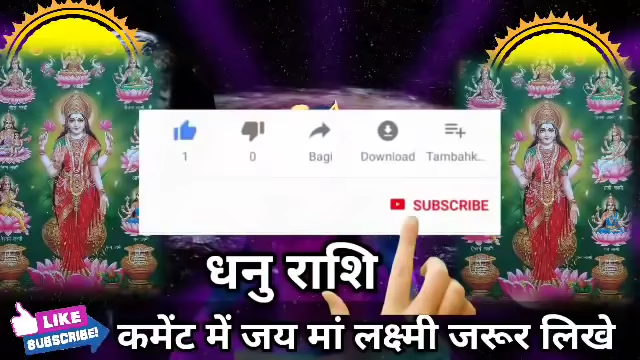 1 0 Bagi Download Tambahk...
SUBSCRIBE
धनु राशि
LIKE
SUBSCRIBE!
कमेंट में जय मां लक्ष्मी जरूर लिखे